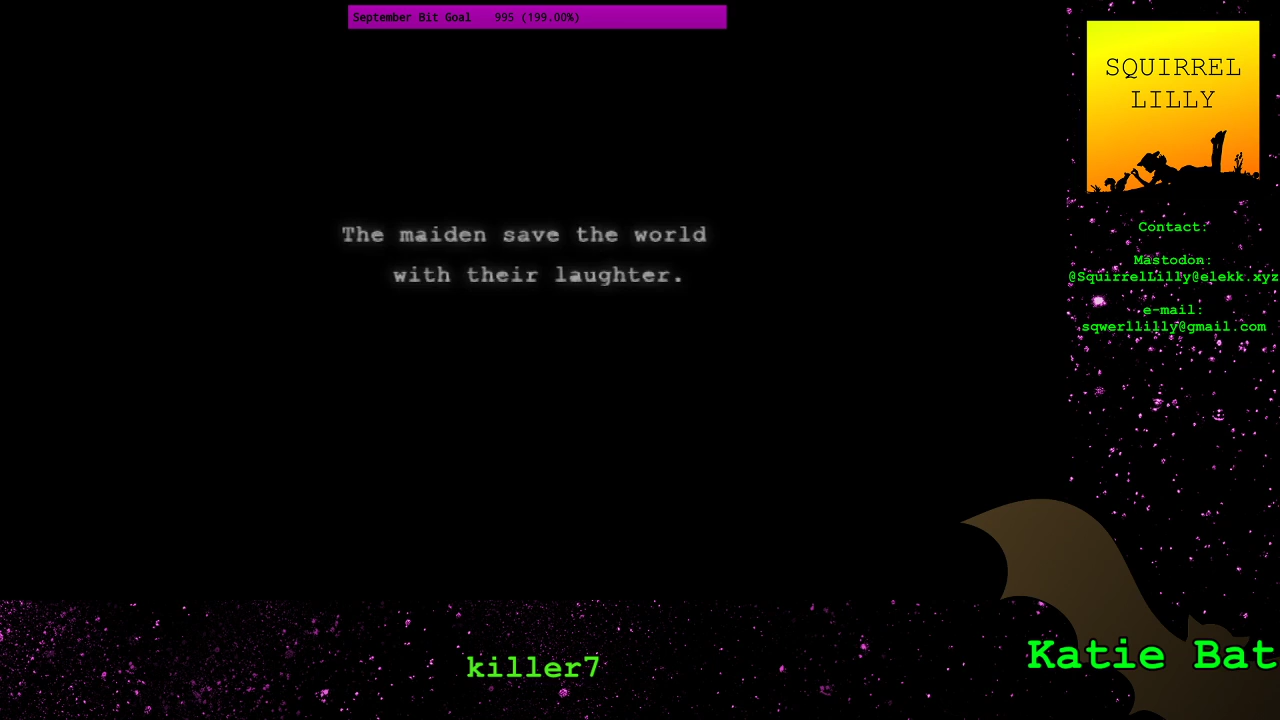 September Bit Goal 995 (199.00%)
SQUIRREL
LILLY
The maiden save the world
with their laughter.
Contact:
Mastodon:
@SquirrelLilly@elekk.xyz
e-mail:
sqwerllilly@gmail.com
killer7
Katie Bat